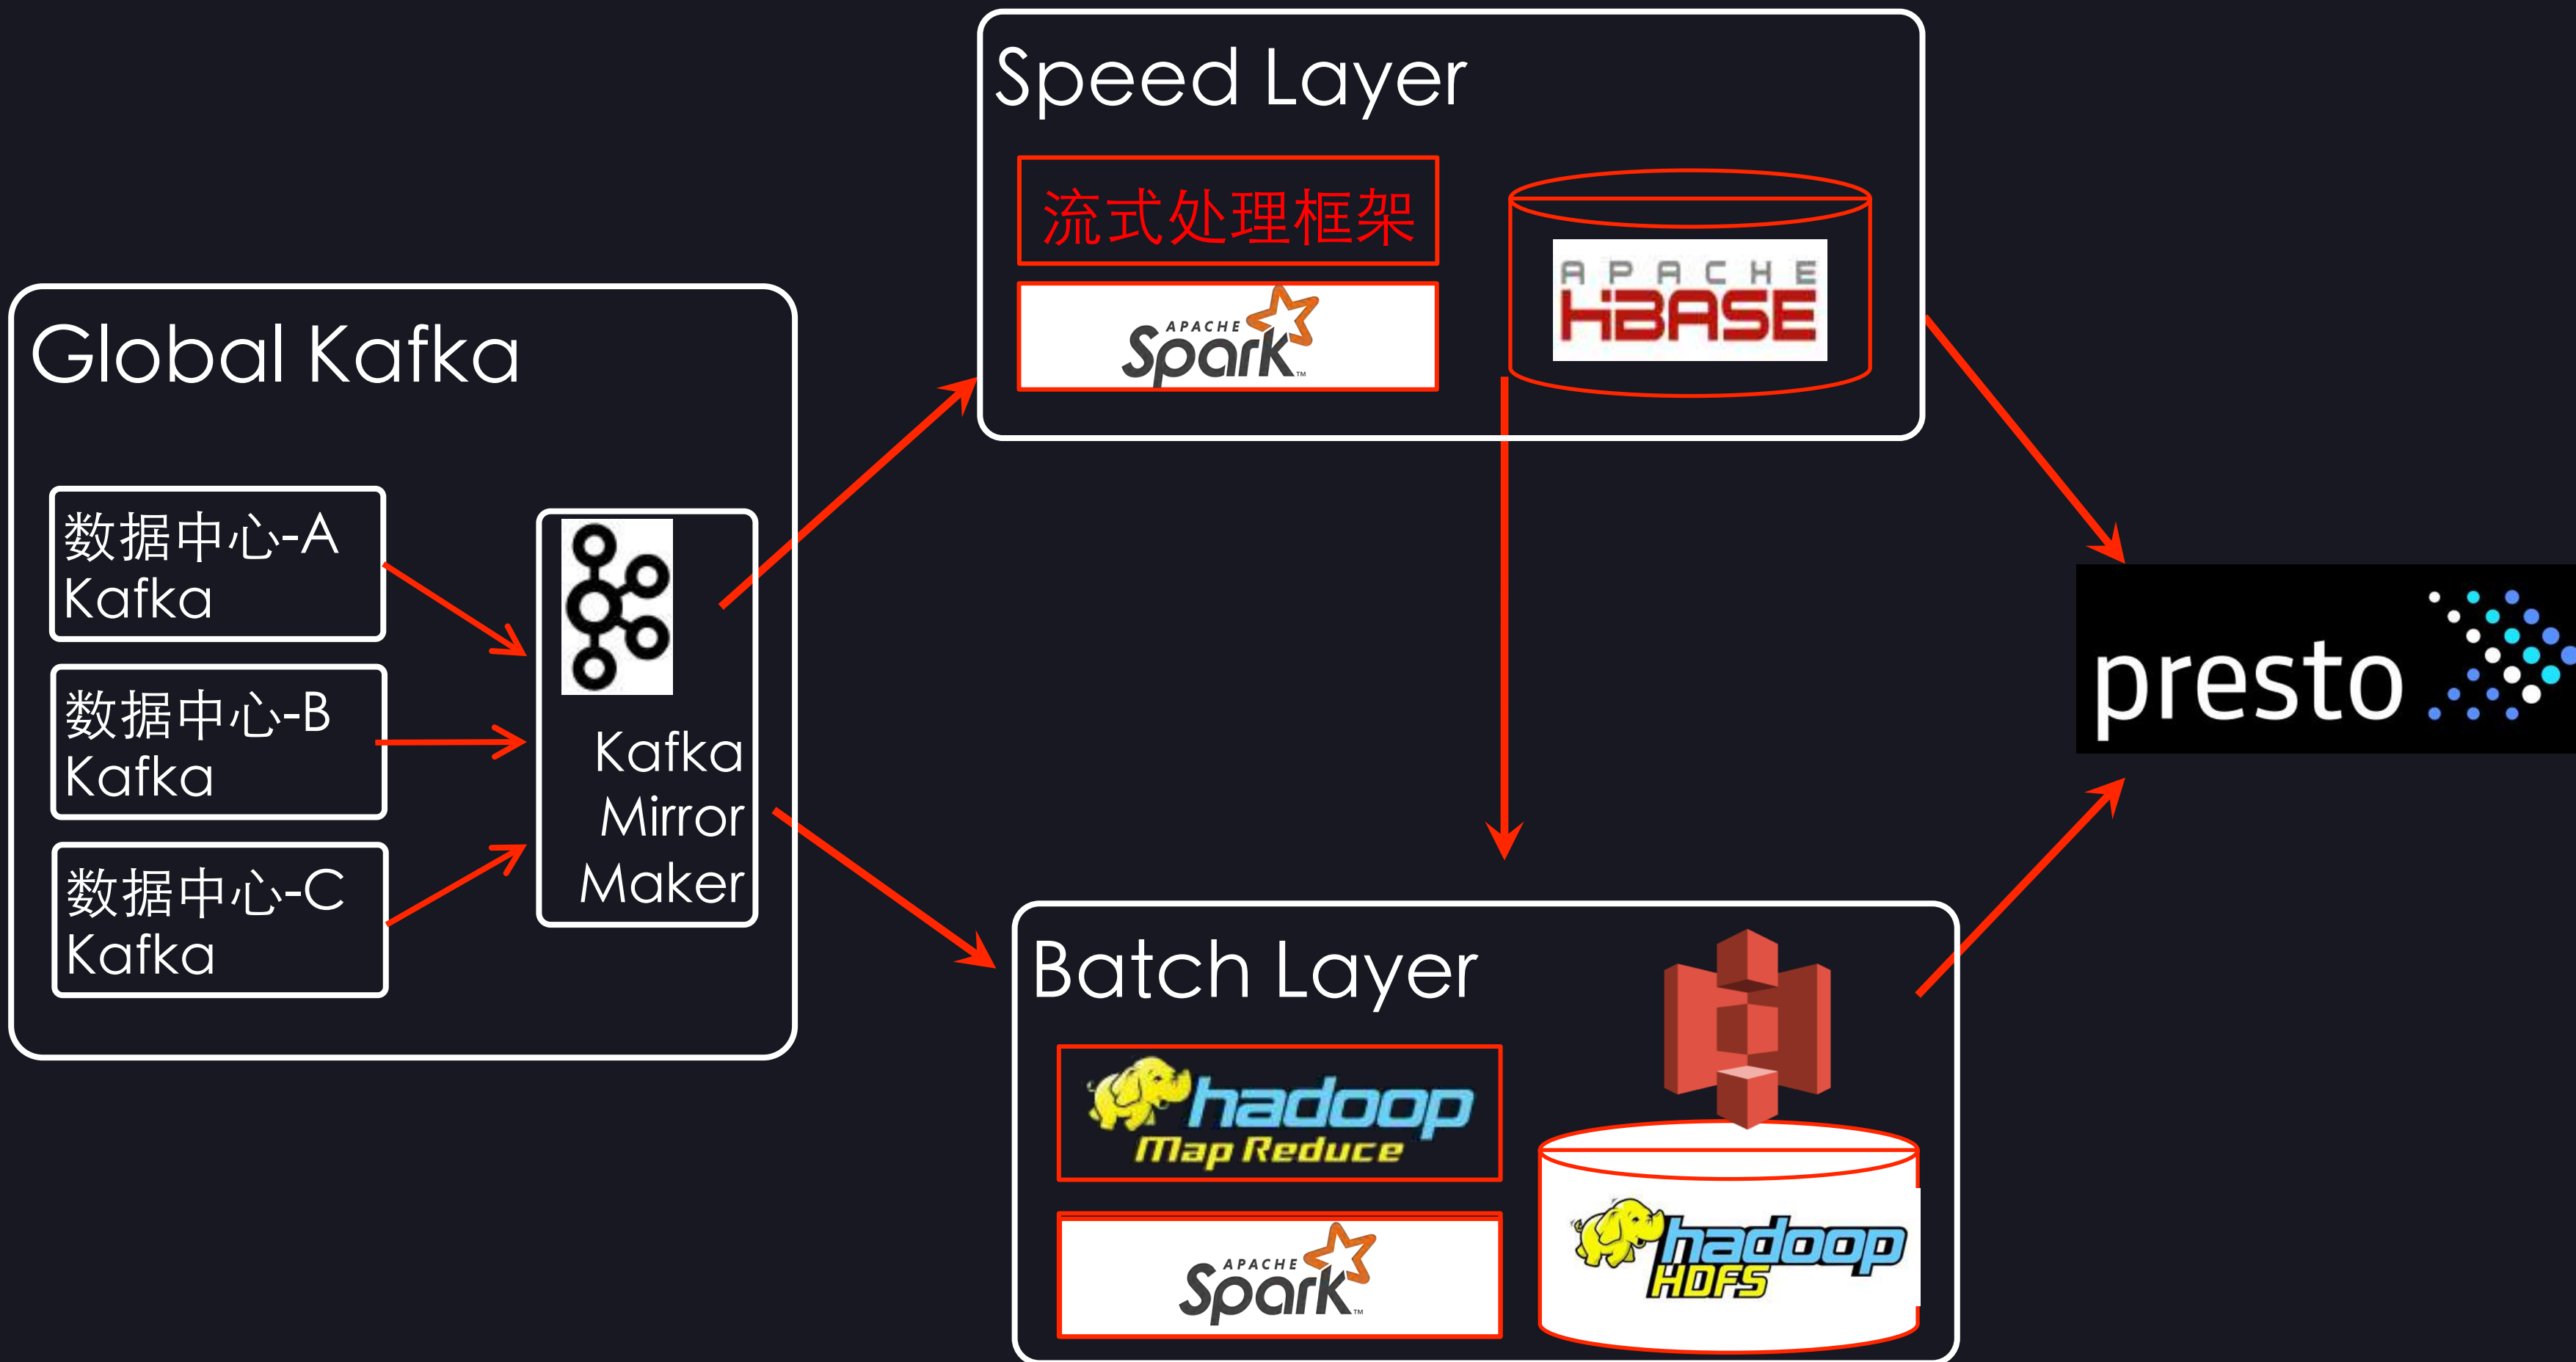 Global Kafka
数据中心-A
Kafka
数据中心-B
Kafka
数据中心-C
Kafka
Kafka
Mirror
Maker
Speed Layer
流式处理框架
APACHE
Spark™
APACHE
HBASE
Batch Layer
hadoop
Map Reduce
APACHE
Spark™
hadoop
HDFS
presto